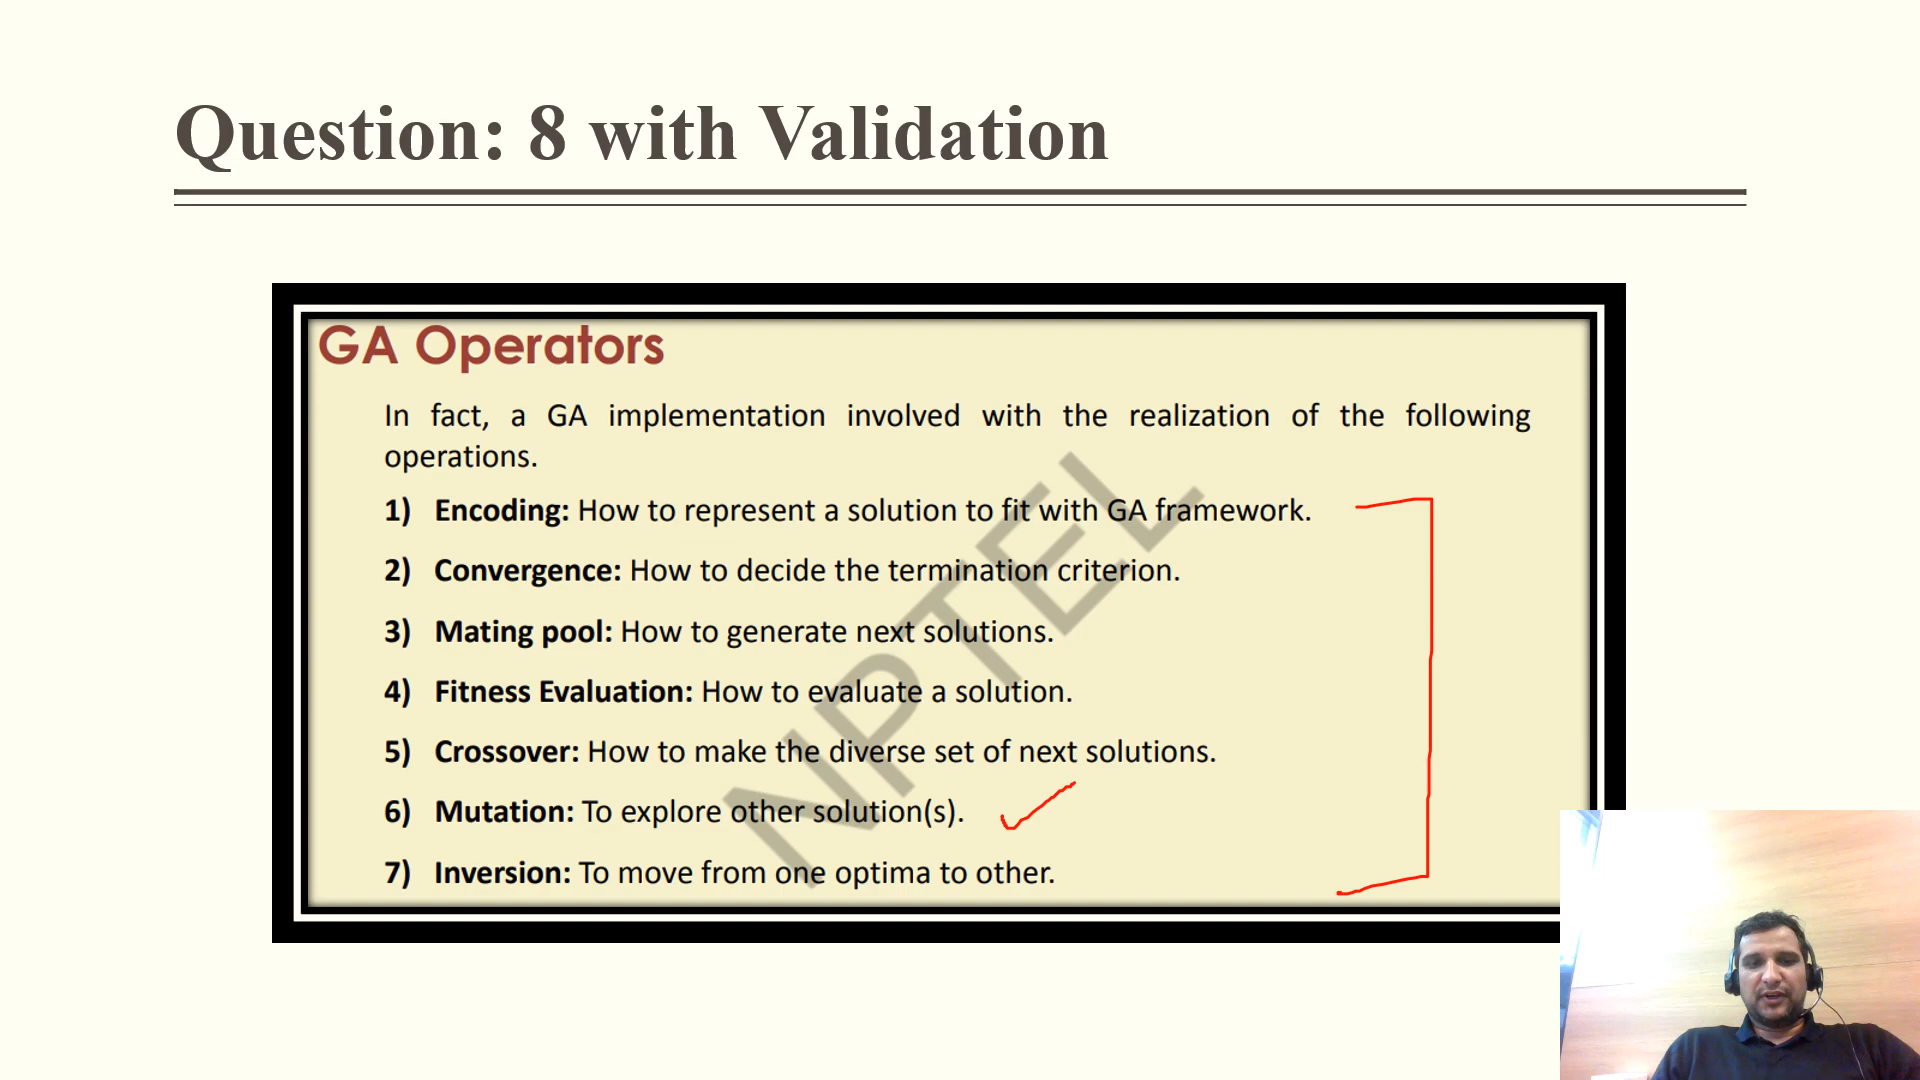 Question: 8 with Validation
GA Operators
In fact, a GA implementation involved with the realization of the following
operations.
1) Encoding: How to represent a solution to fit with GA framework.
2) Convergence: How to decide the termination criterion.
3) Mating pool: How to generate next solutions.
4) Fitness Evaluation: How to evaluate a solution.
5) Crossover: How to make the diverse set of next solutions.
6) Mutation: To explore other solution(s).
7) Inversion: To move from one optima to other.
NPTEL